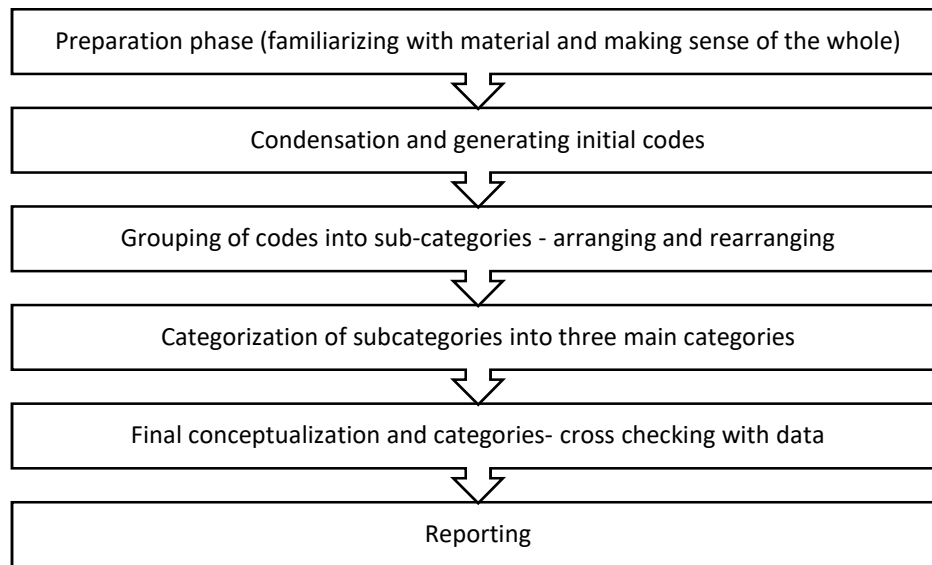 Preparation phase (familiarizing with material and making sense of the whole)
Condensation and generating initial codes
Grouping of codes into sub-categories - arranging and rearranging
Categorization of subcategories into three main categories
Final conceptualization and categories- cross checking with data
Reporting